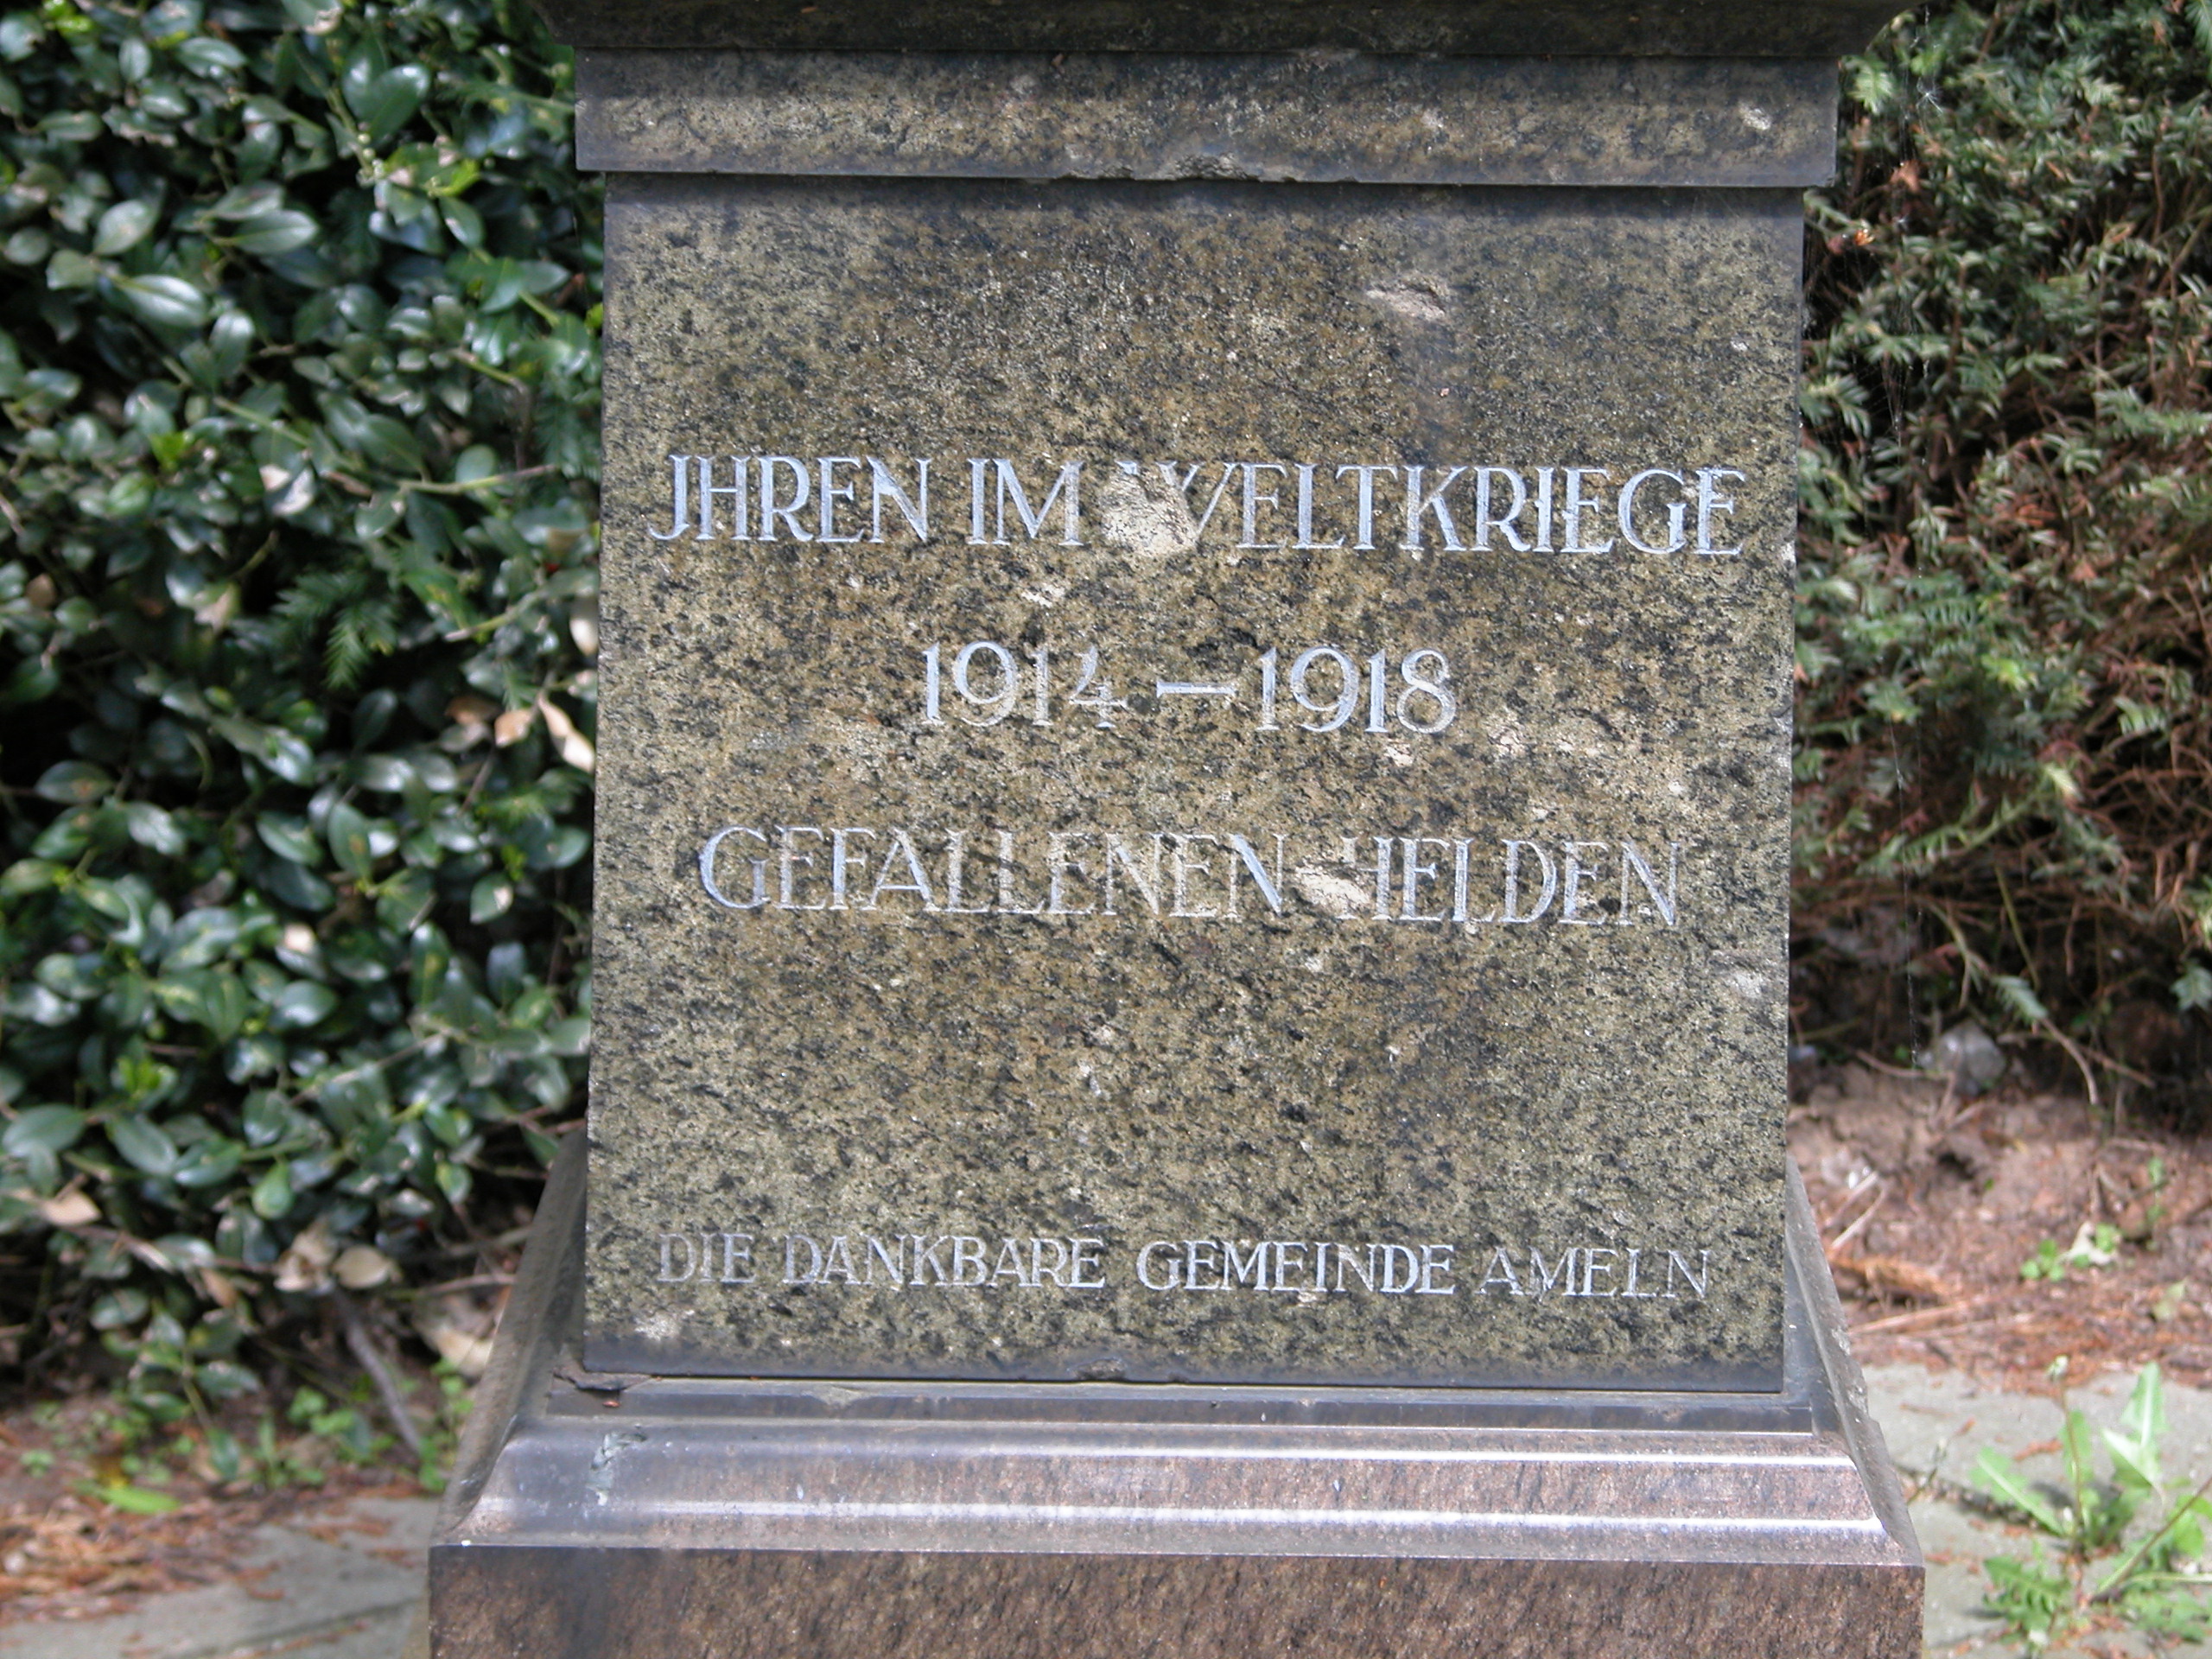 JHREN IM WELTKRIEGE
1914 – 1918
GEFALLENEN HELDEN
DIE DANKBARE GEMEINDE AMELN